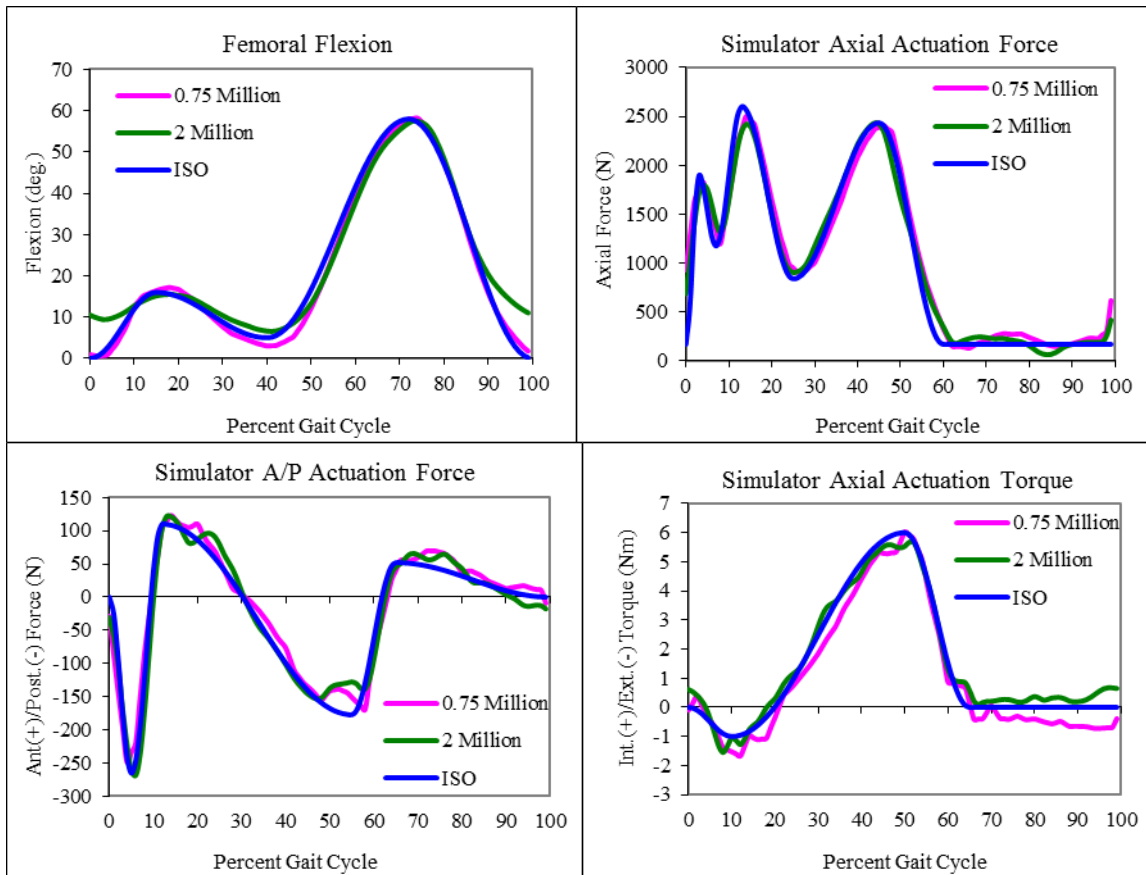 Femoral Flexion
70
60
50
40
30
20
10
0
Flexion (deg.)
0.75 Million
2 Million
ISO
0 10 20 30 40 50 60 70 80 90 100
Percent Gait Cycle
Simulator Axial Actuation Force
3000
2500
2000
1500
1000
500
0
Axial Force (N)
0.75 Million
2 Million
ISO
0 10 20 30 40 50 60 70 80 90 100
Percent Gait Cycle
Simulator A/P Actuation Force
150
100
50
0
-50
-100
-150
-200
-250
-300
Ant(+)/Post.(-) Force (N)
0.75 Million
2 Million
ISO
0 10 20 30 40 50 60 70 80 90 100
Percent Gait Cycle
Simulator Axial Actuation Torque
7
6
5
4
3
2
1
0
-1
-2
-3
Int.(+)/Ext.(-) Torque (Nm)
0.75 Million
2 Million
ISO
0 10 20 30 40 50 60 70 80 90 100
Percent Gait Cycle